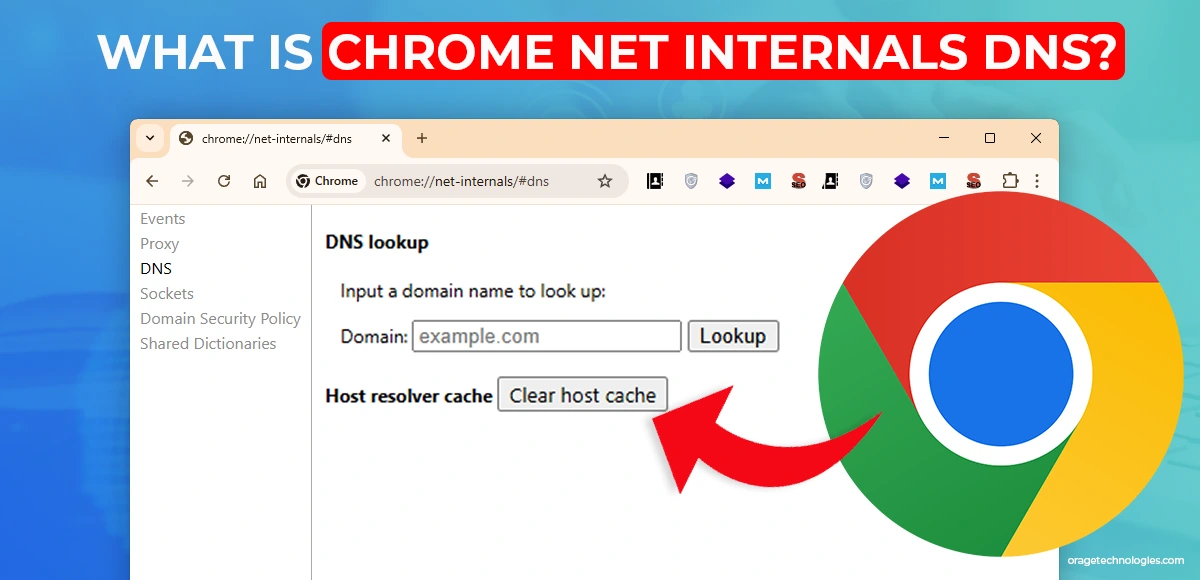 WHAT IS CHROME NET INTERNALS DNS?
chrome://net-internals/#dns
Chrome chrome://net-internals/#dns
M SEO M SEO
Events
Proxy
DNS
Sockets
Domain Security Policy
Shared Dictionaries
DNS lookup
Input a domain name to look up:
Domain: example.com Lookup
Host resolver cache Clear host cache
oragetechnologies.com